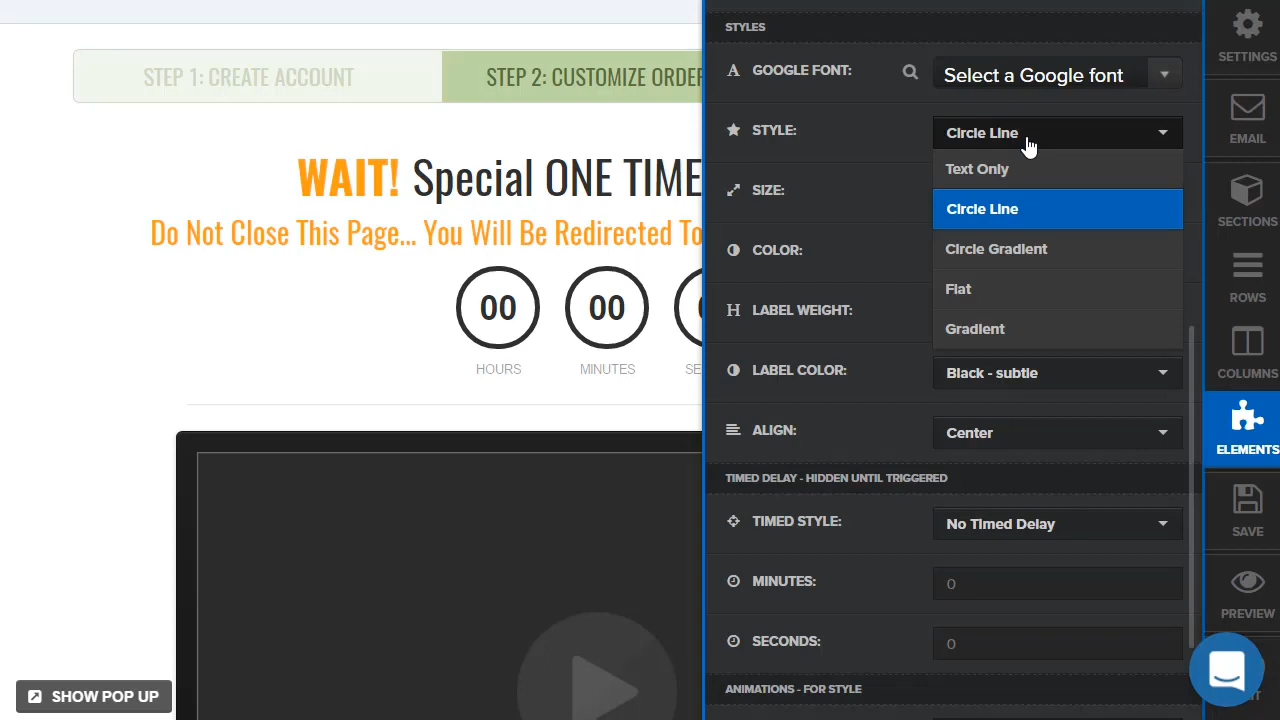 STEP 1: CREATE ACCOUNT
STEP 2: CUSTOMIZE ORDER
WAIT! Special ONE TIME
Do Not Close This Page... You Will Be Redirected To
00
00
HOURS
MINUTES
SE
STYLES
GOOGLE FONT:
Select a Google font
STYLE:
Circle Line
Text Only
Circle Line
Circle Gradient
Flat
Gradient
SIZE:
COLOR:
LABEL WEIGHT:
LABEL COLOR:
Black - subtle
ALIGN:
Center
TIMED DELAY - HIDDEN UNTIL TRIGGERED
TIMED STYLE:
No Timed Delay
MINUTES:
0
SECONDS:
0
ANIMATIONS - FOR STYLE
SETTINGS
EMAIL
SECTIONS
ROWS
COLUMNS
ELEMENTS
SAVE
PREVIEW
SHOW POP UP